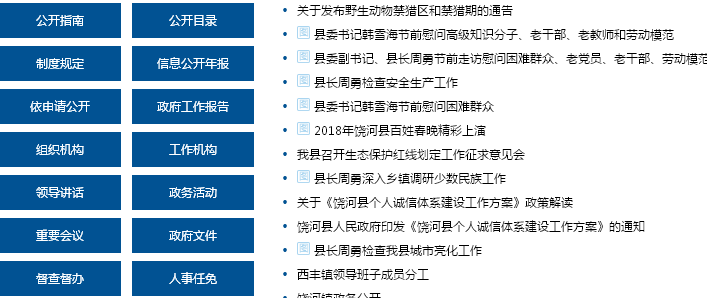 公开指南
公开目录
制度规定
信息公开年报
依申请公开
政府工作报告
组织机构
工作机构
领导讲话
政务活动
重要会议
政府文件
督查督办
人事任免
关于发布野生动物禁猎区和禁猎期的通告
县委书记韩雪海节前慰问高级知识分子、老干部、老教师和劳动模范
县委副书记、县长周勇节前走访慰问困难群众、老党员、老干部、劳动模范
县长周勇检查安全生产工作
县委书记韩雪海节前慰问困难群众
2018年饶河县百姓春晚精彩上演
我县召开生态保护红线划定工作征求意见会
县长周勇深入乡镇调研少数民族工作
关于《饶河县个人诚信体系建设工作方案》政策解读
饶河县人民政府印发《饶河县个人诚信体系建设工作方案》的通知
县长周勇检查我县城市亮化工作
西丰镇领导班子成员分工
饶河镇政务公开